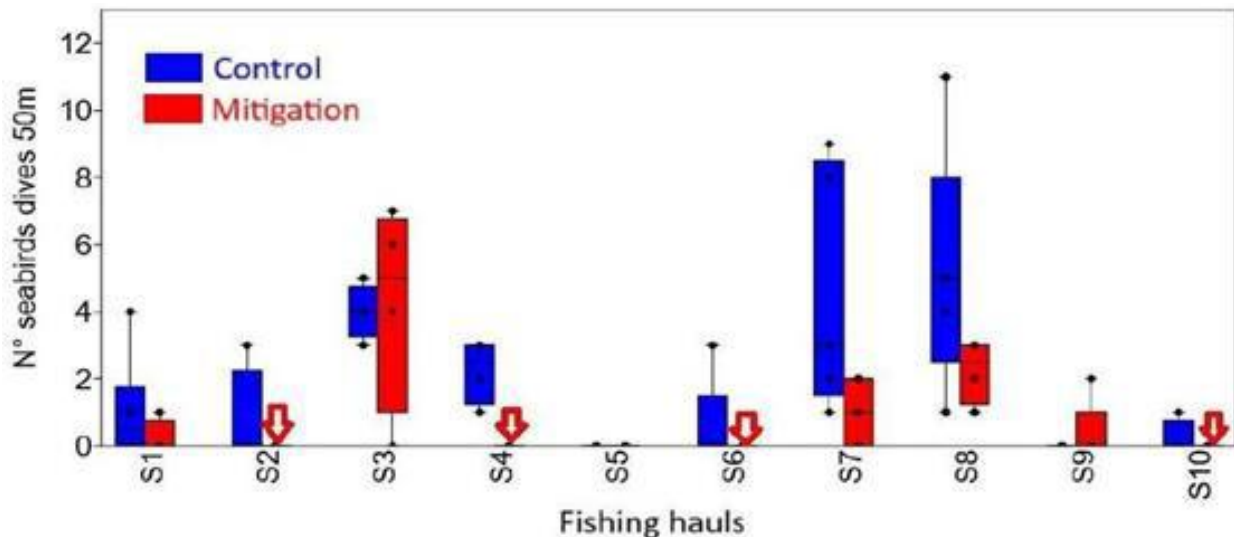 N° seabirds dives 50m
12
10
8
6
4
2
0
Control
Mitigation
S1
S2
S3
S4
S5
S6
S7
S8
S9
S10
Fishing hauls